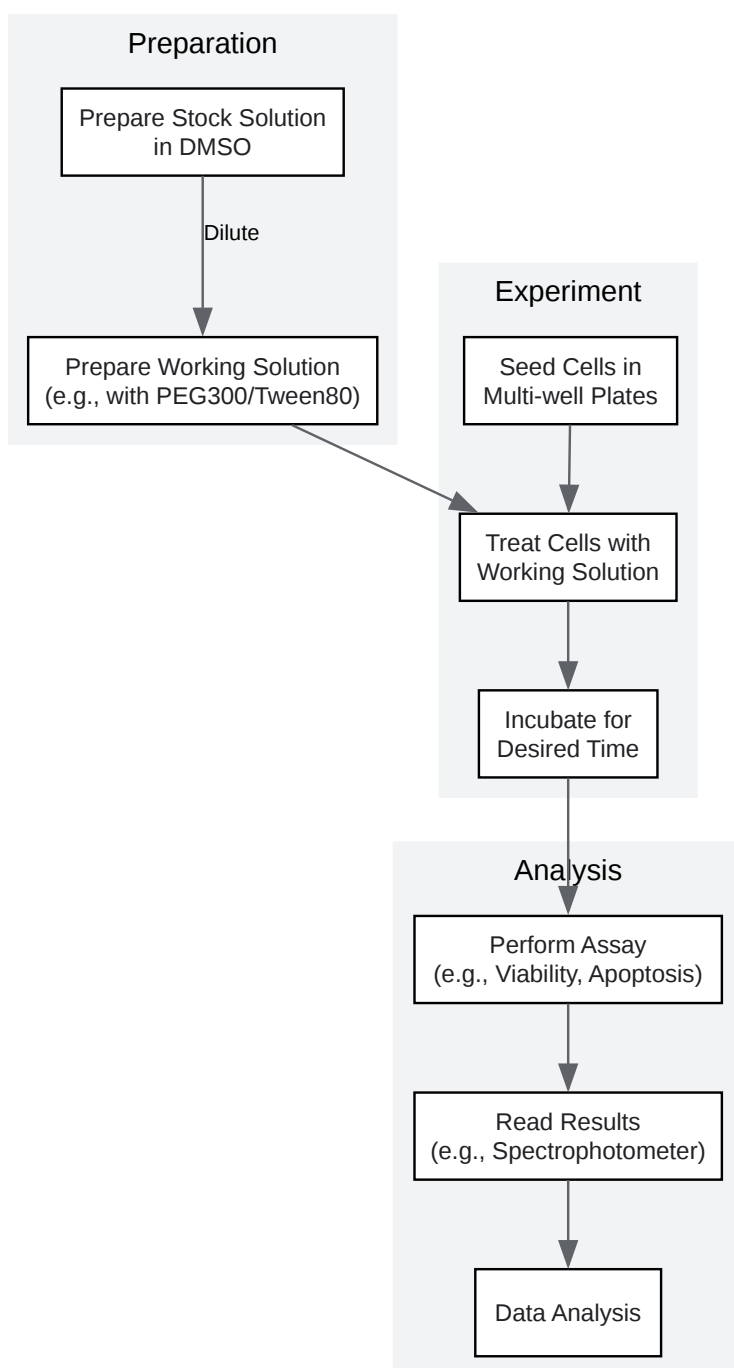 Preparation
Prepare Stock Solution
in DMSO
Dilute
Prepare Working Solution
(e.g., with PEG300/Tween80)
Experiment
Seed Cells in
Multi-well Plates
Treat Cells with
Working Solution
Incubate for
Desired Time
Analysis
Perform Assay
(e.g., Viability, Apoptosis)
Read Results
(e.g., Spectrophotometer)
Data Analysis